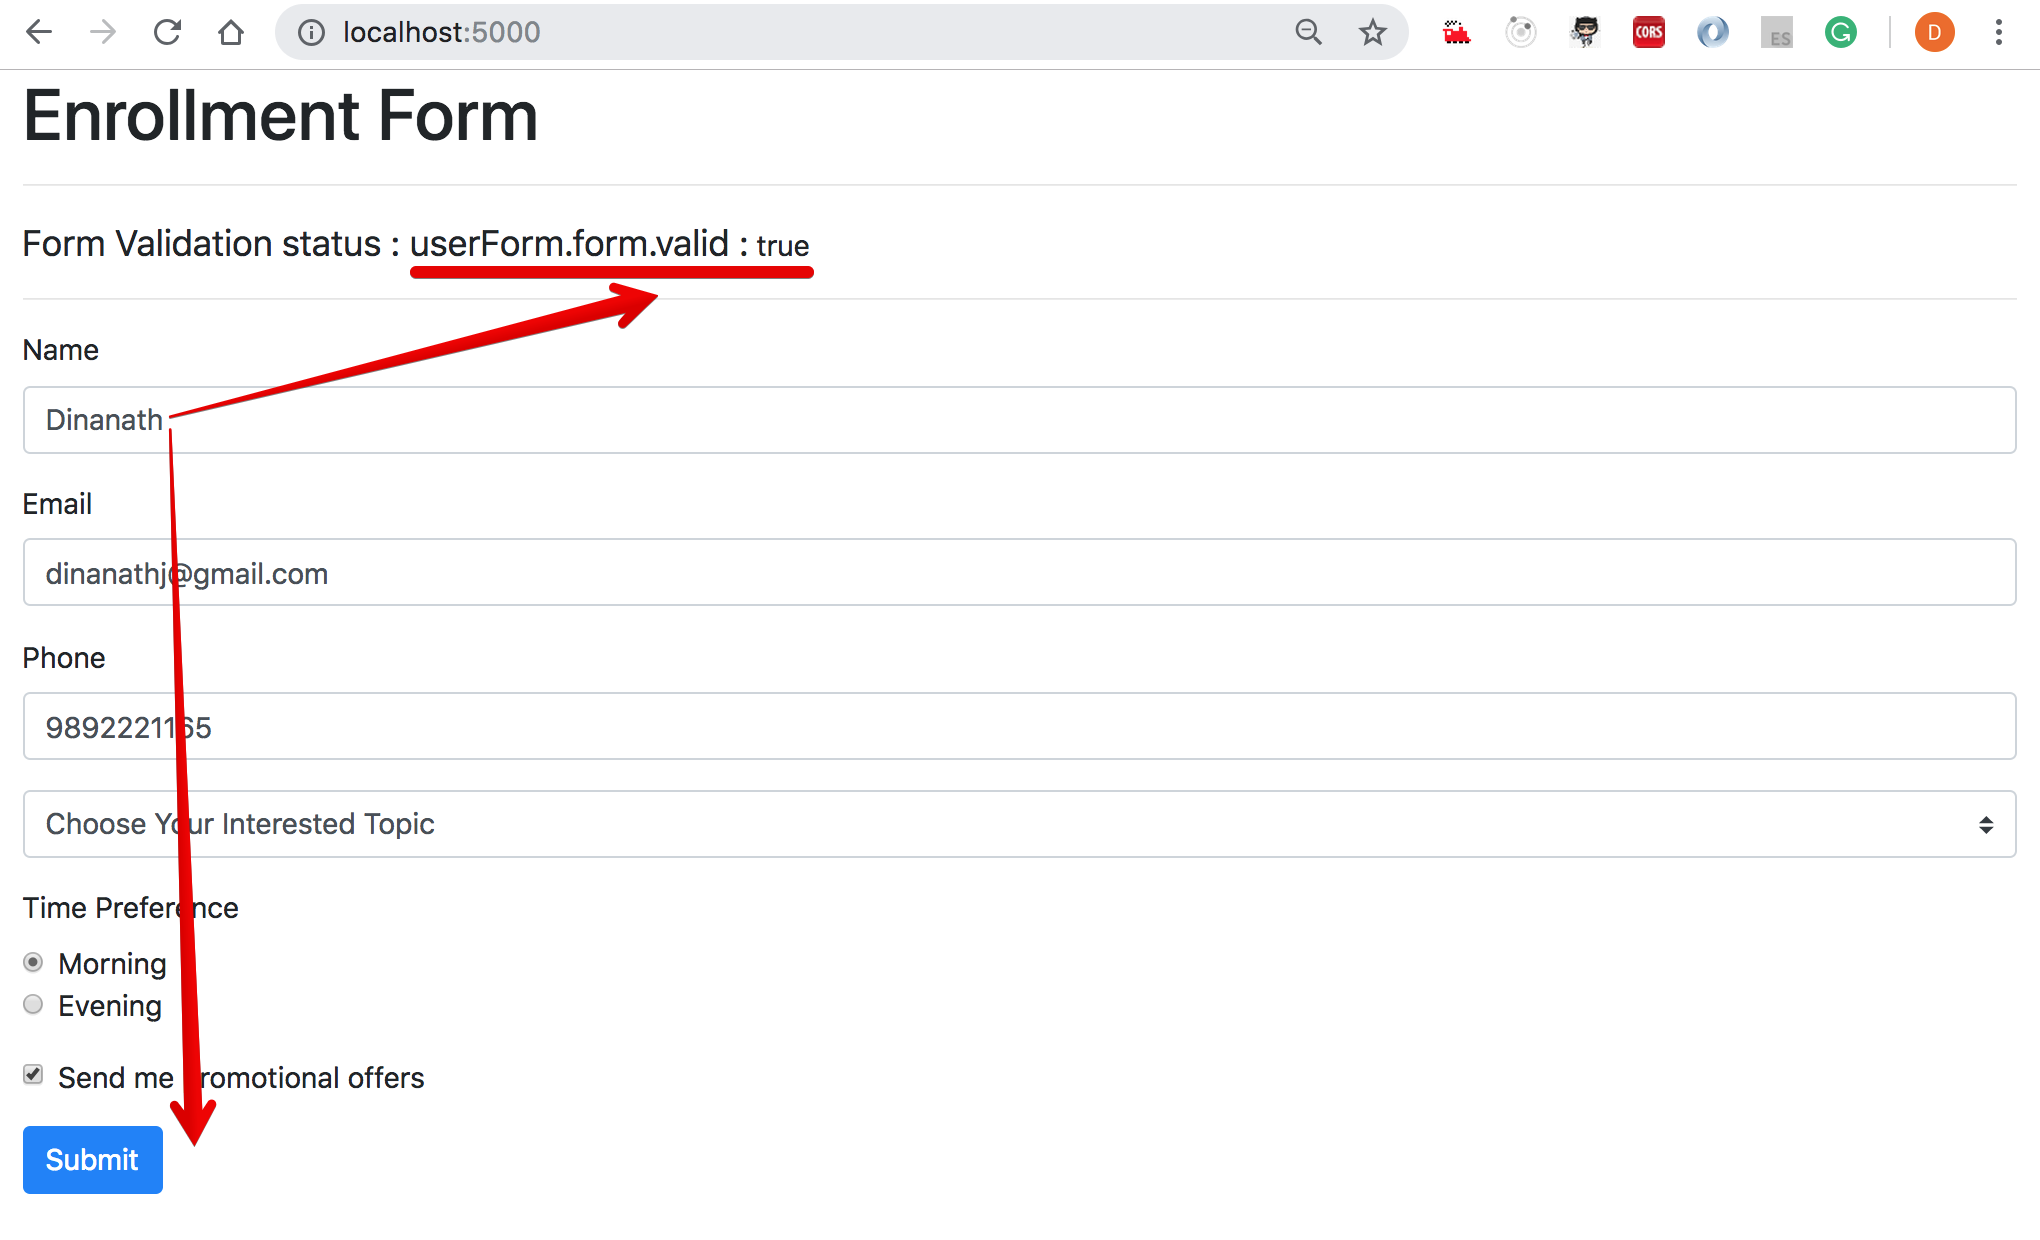 localhost:5000
CORS
ES
G
D
Enrollment Form
Form Validation status : userForm.form.valid : true
Name
Dinanath
Email
dinanathj@gmail.com
Phone
9892221165
Choose Your Interested Topic
Time Preference
Morning
Evening
Send me promotional offers
Submit